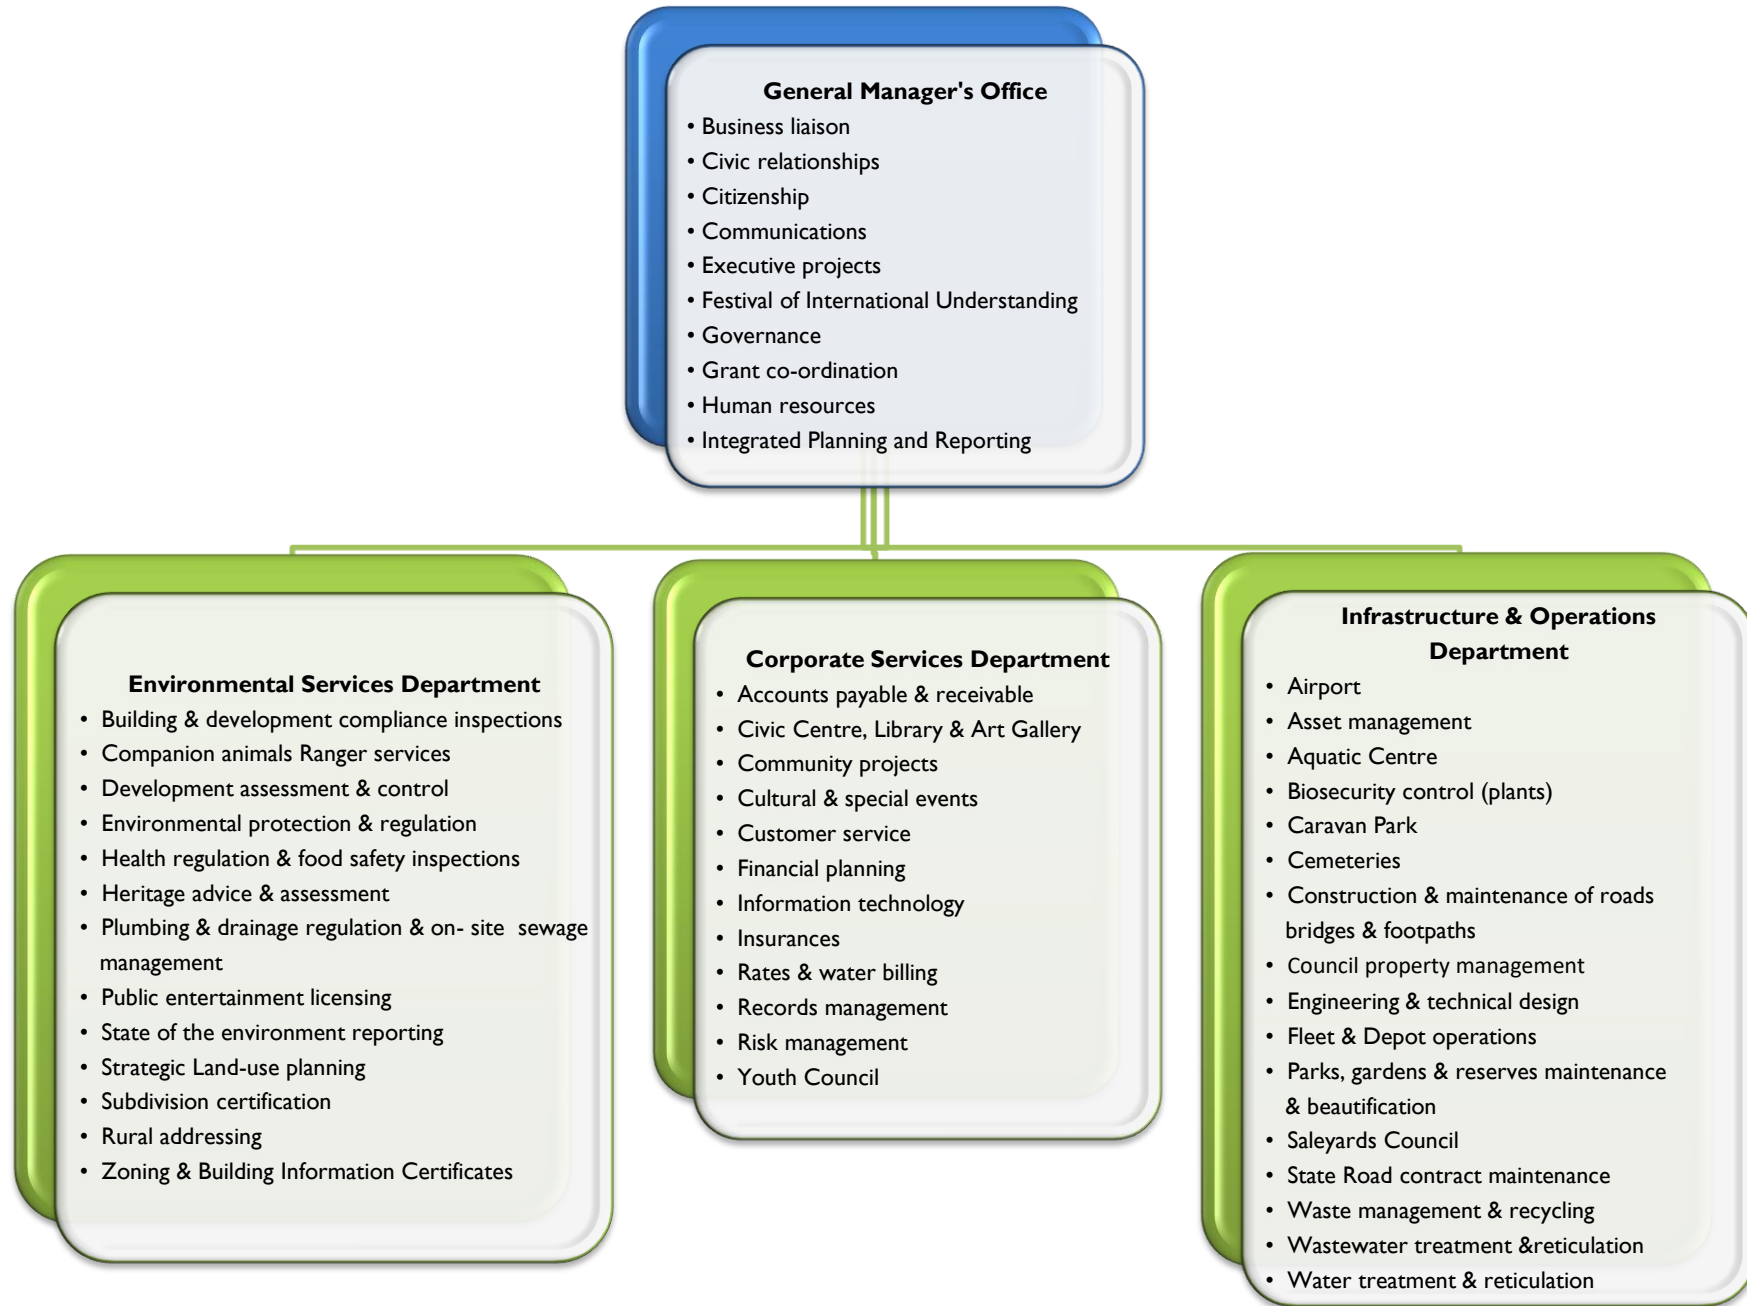 General Manager's Office
• Business liaison
• Civic relationships
• Citizenship
• Communications
• Executive projects
• Festival of International Understanding
• Governance
• Grant co-ordination
• Human resources
• Integrated Planning and Reporting
Environmental Services Department
• Building & development compliance inspections
• Companion animals Ranger services
• Development assessment & control
• Environmental protection & regulation
• Health regulation & food safety inspections
• Heritage advice & assessment
• Plumbing & drainage regulation & on- site  sewage
management
• Public entertainment licensing
• State of the environment reporting
• Strategic Land-use planning
• Subdivision certification
• Rural addressing
• Zoning & Building Information Certificates
Corporate Services Department
• Accounts payable & receivable
• Civic Centre, Library & Art Gallery
• Community projects
• Cultural & special events
• Customer service
• Financial planning
• Information technology
• Insurances
• Rates & water billing
• Records management
• Risk management
• Youth Council
Infrastructure & Operations
Department
• Airport
• Asset management
• Aquatic Centre
• Biosecurity control (plants)
• Caravan Park
• Cemeteries
• Construction & maintenance of roads
bridges & footpaths
• Council property management
• Engineering & technical design
• Fleet & Depot operations
• Parks, gardens & reserves maintenance
& beautification
• Saleyards Council
• State Road contract maintenance
• Waste management & recycling
• Wastewater treatment &reticulation
• Water treatment & reticulation